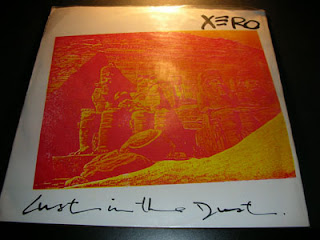 XERO
Lust in the Dust.